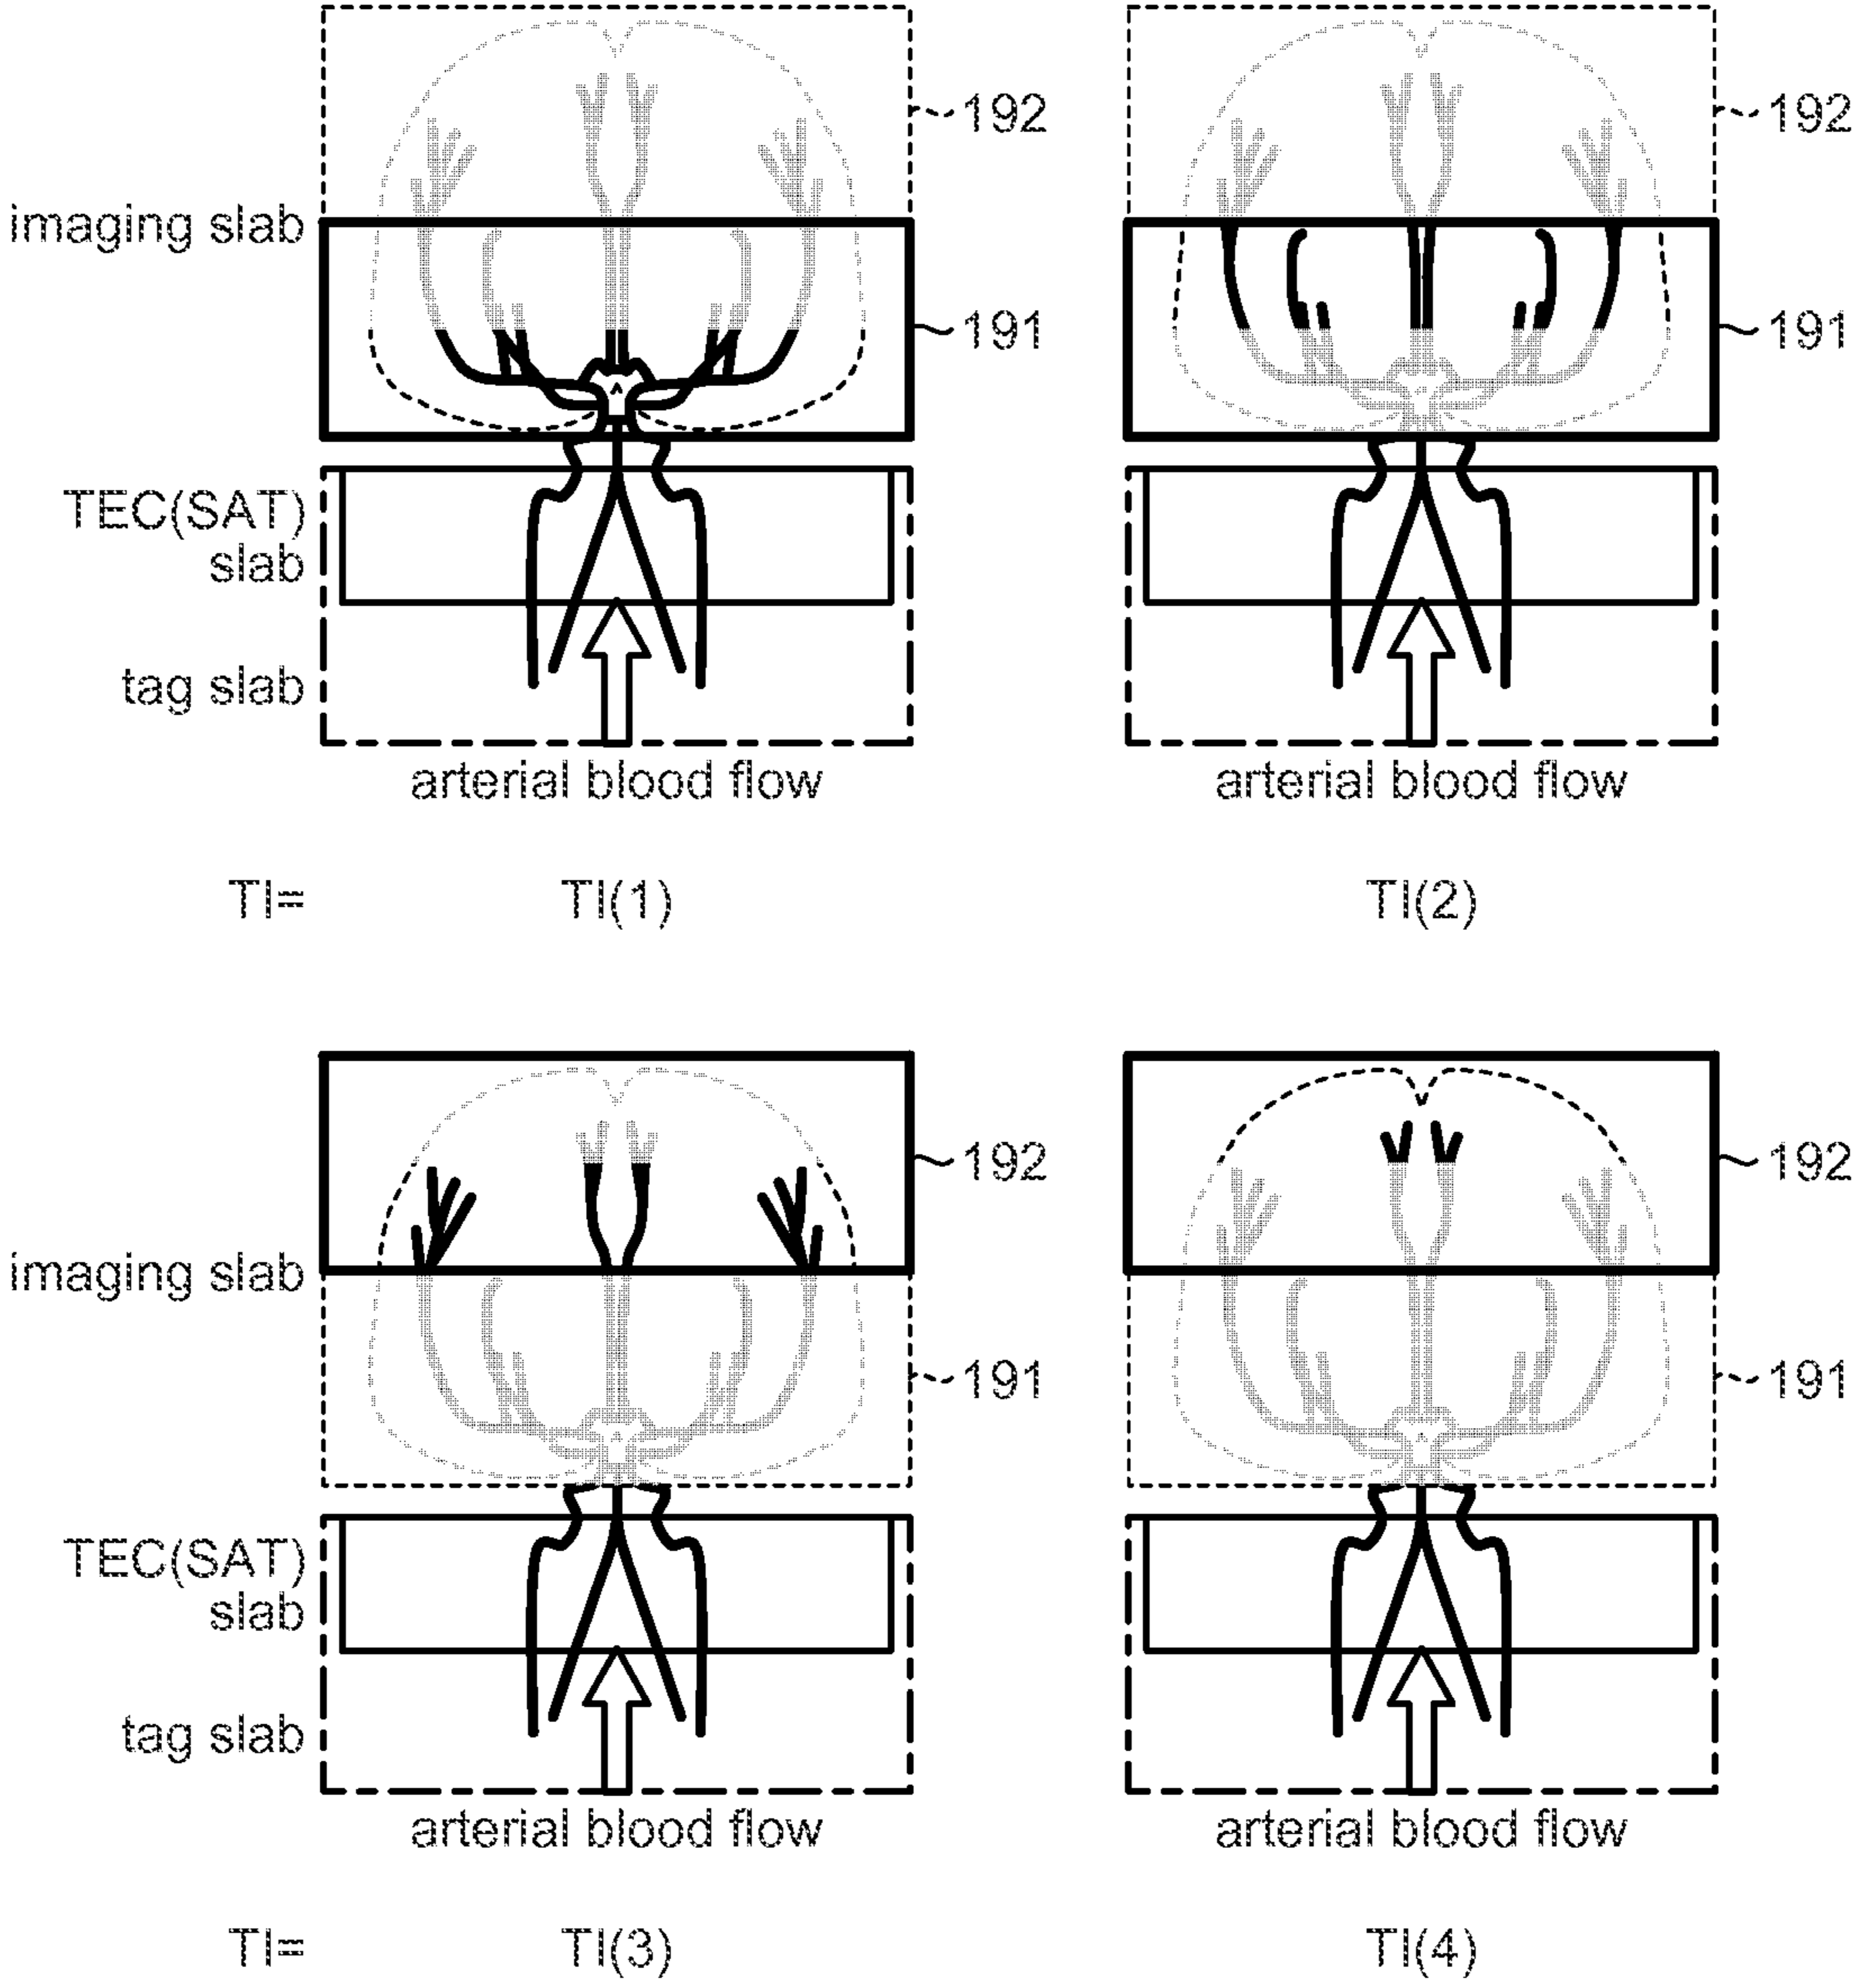 192
192
imaging slab
191
191
TEC(SAT)
slab
tag slab
arterial blood flow
arterial blood flow
TI=
TI(1)
TI(2)
192
192
imaging slab
191
191
TEC(SAT)
slab
tag slab
arterial blood flow
arterial blood flow
TI=
TI(3)
TI(4)